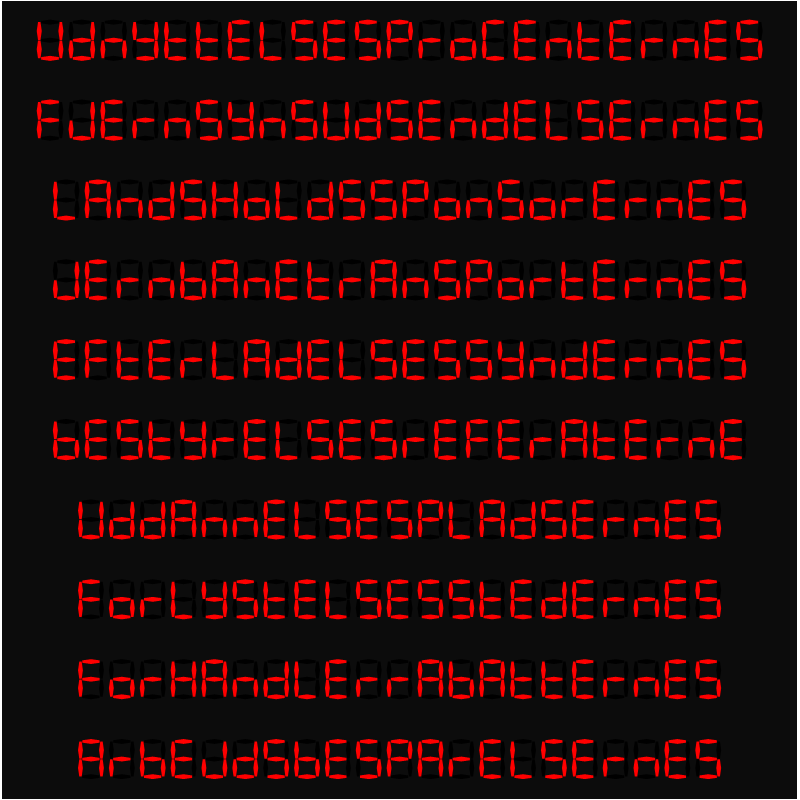 UdnYttELSESProCEntErnES
FJErnSYnSUdSEndELSErnES
LAndSHoLdSSPonSorErnES
JErnbAnEtrAnSPortErnES
EFtErLAdELSESSYndErnES
bEStYrELSESrEFErAtErnE
UddAnnELSESPLAdSErnES
ForLYStELSESStEdErnES
ForHAndLErrAbAttErnES
ArbEJdSbESPArELSErnES